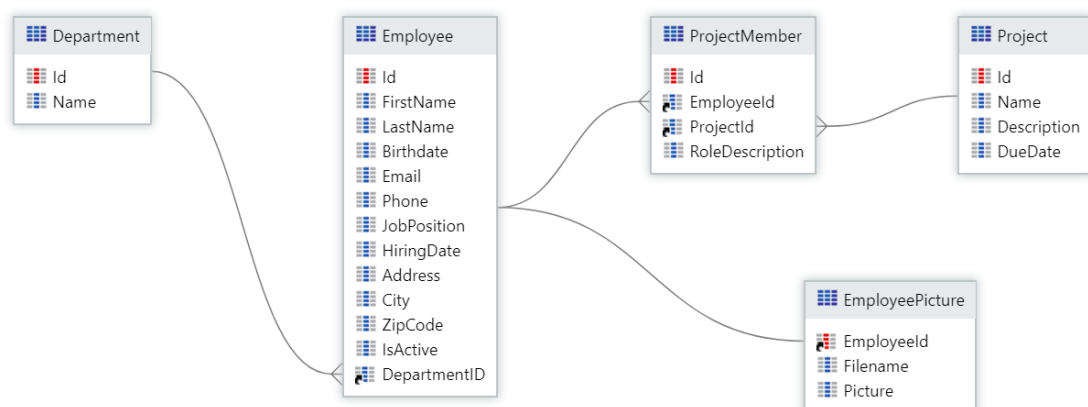 Department
Id
Name
Employee
Id
FirstName
LastName
Birthdate
Email
Phone
JobPosition
HiringDate
Address
City
ZipCode
IsActive
DepartmentID
ProjectMember
Id
EmployeeId
ProjectId
RoleDescription
Project
Id
Name
Description
DueDate
EmployeePicture
EmployeeId
Filename
Picture